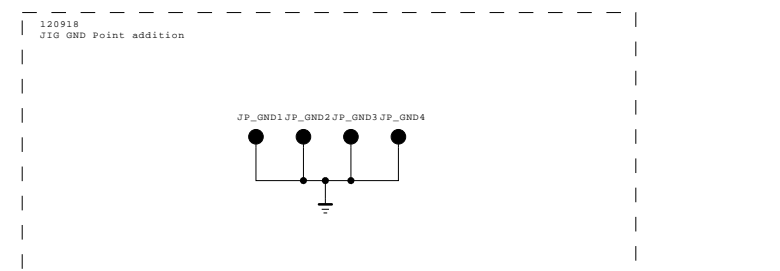 120918
JIG GND Point addition
JP_GND1 JP_GND2 JP_GND3 JP_GND4